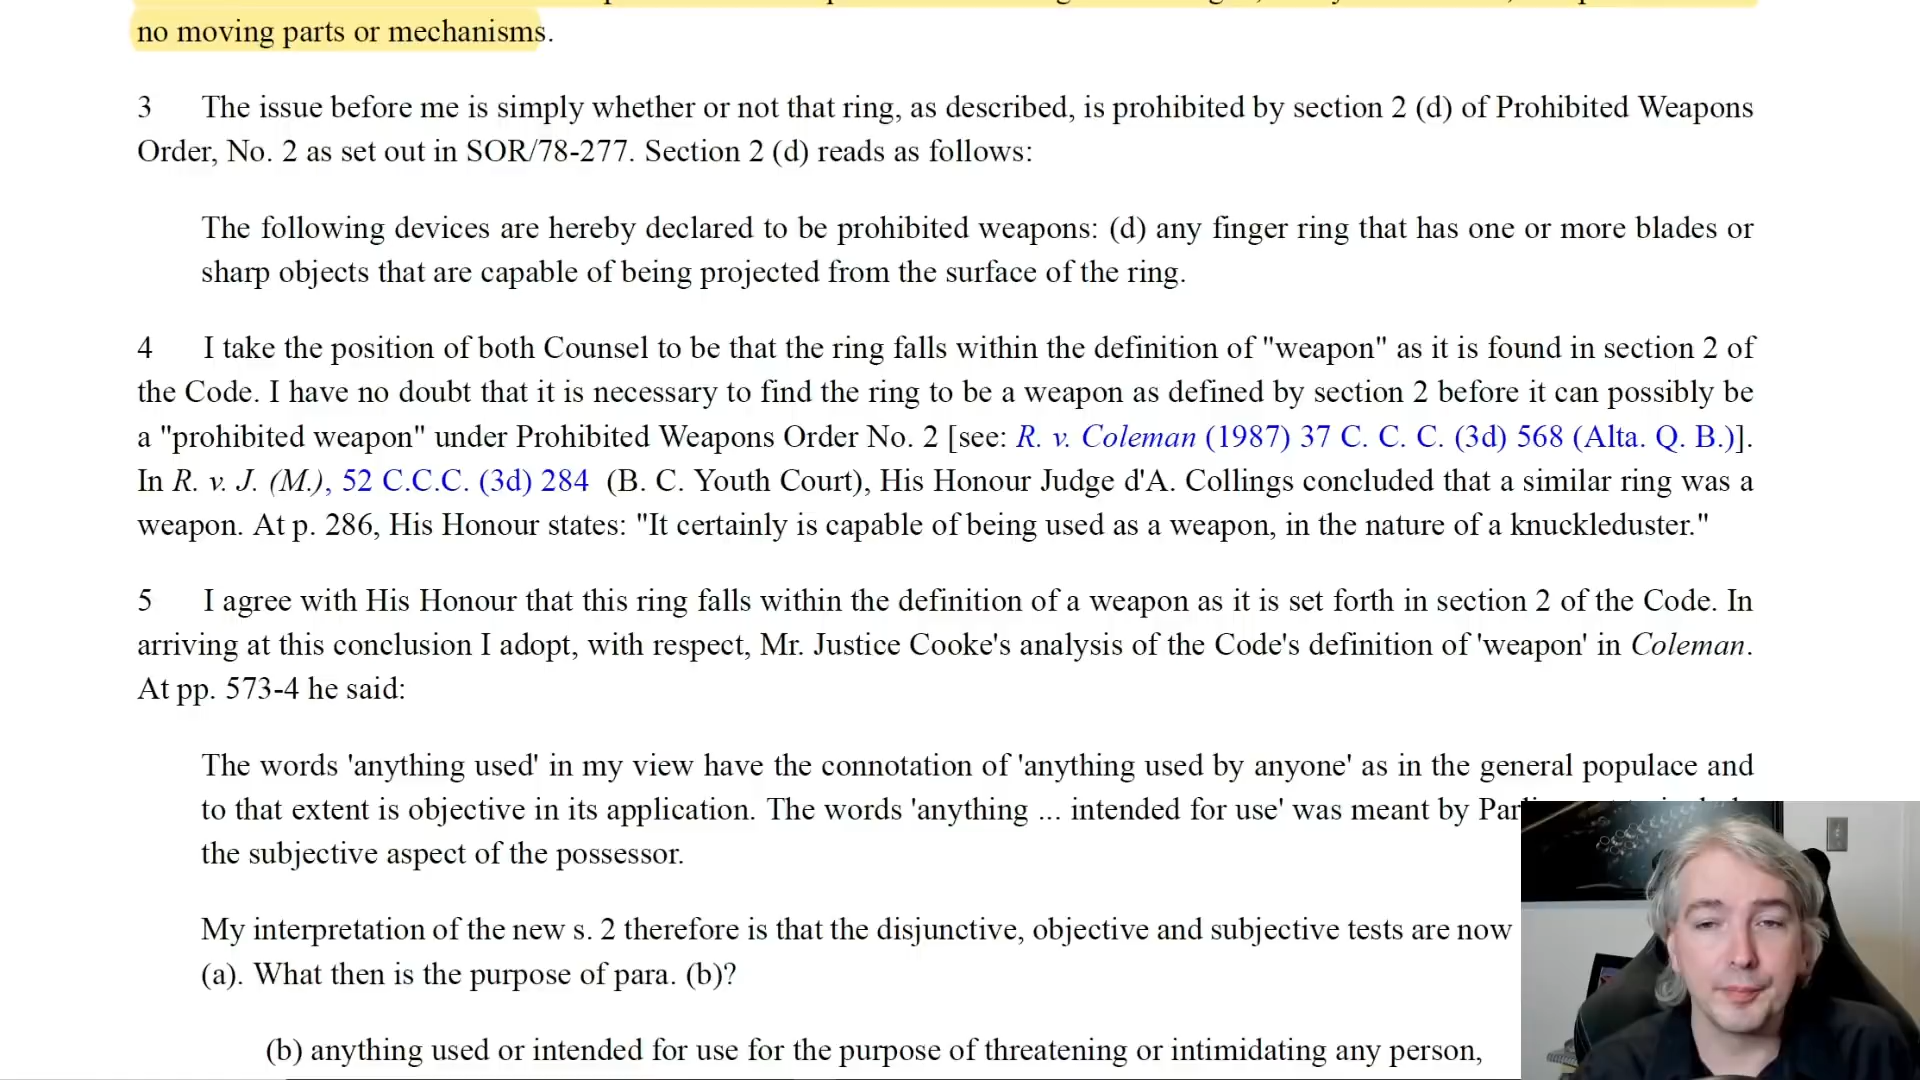 no moving parts or mechanisms.
3 The issue before me is simply whether or not that ring, as described, is prohibited by section 2 (d) of Prohibited Weapons
Order, No. 2 as set out in SOR/78-277. Section 2 (d) reads as follows:
The following devices are hereby declared to be prohibited weapons: (d) any finger ring that has one or more blades or
sharp objects that are capable of being projected from the surface of the ring.
4 I take the position of both Counsel to be that the ring falls within the definition of "weapon" as it is found in section 2 of
the Code. I have no doubt that it is necessary to find the ring to be a weapon as defined by section 2 before it can possibly be
a "prohibited weapon" under Prohibited Weapons Order No. 2 [see: R. v. Coleman (1987) 37 C. C. C. (3d) 568 (Alta. Q. B.)].
In R. v. J. (M.), 52 C.C.C. (3d) 284 (B. C. Youth Court), His Honour Judge d'A. Collings concluded that a similar ring was a
weapon. At p. 286, His Honour states: "It certainly is capable of being used as a weapon, in the nature of a knuckleduster."
5 I agree with His Honour that this ring falls within the definition of a weapon as it is set forth in section 2 of the Code. In
arriving at this conclusion I adopt, with respect, Mr. Justice Cooke's analysis of the Code's definition of 'weapon' in Coleman.
At pp. 573-4 he said:
The words 'anything used' in my view have the connotation of 'anything used by anyone' as in the general populace and
to that extent is objective in its application. The words 'anything ... intended for use' was meant by
the subjective aspect of the possessor.
My interpretation of the new s. 2 therefore is that the disjunctive, objective and subjective tests are now
(a). What then is the purpose of para. (b)?
(b) anything used or intended for use for the purpose of threatening or intimidating any person,